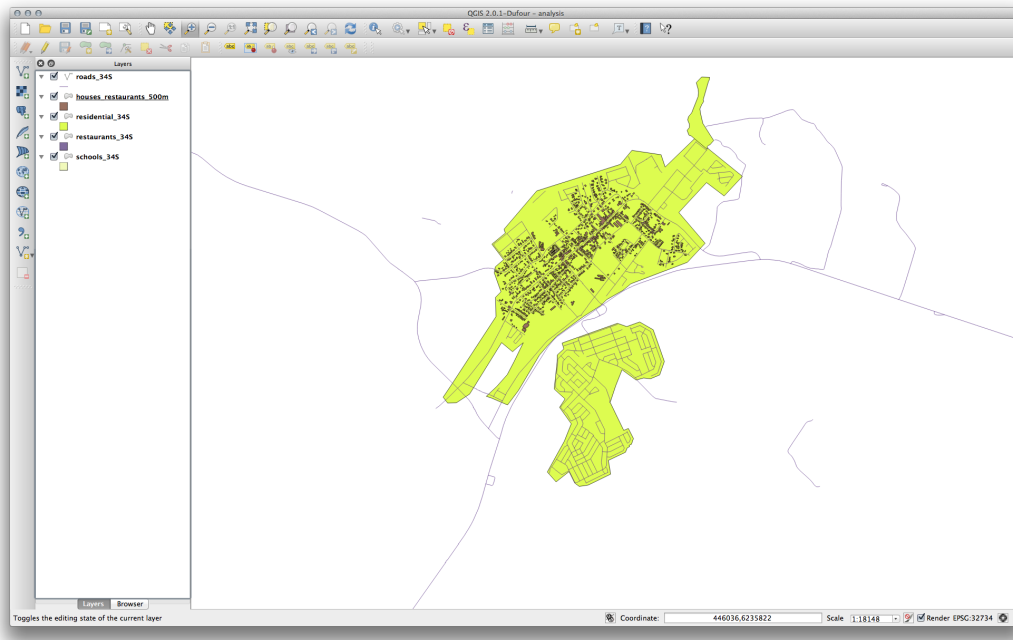 QGIS 2.0.1-Dufour - analysis
Layers
roads_34S
houses_restaurants_500m
residential_34S
restaurants_34S
schools_34S
Layers Browser
Toggles the editing state of the current layer
Coordinate: 446036,6235822 Scale 1:18148 Render EPSG:32734